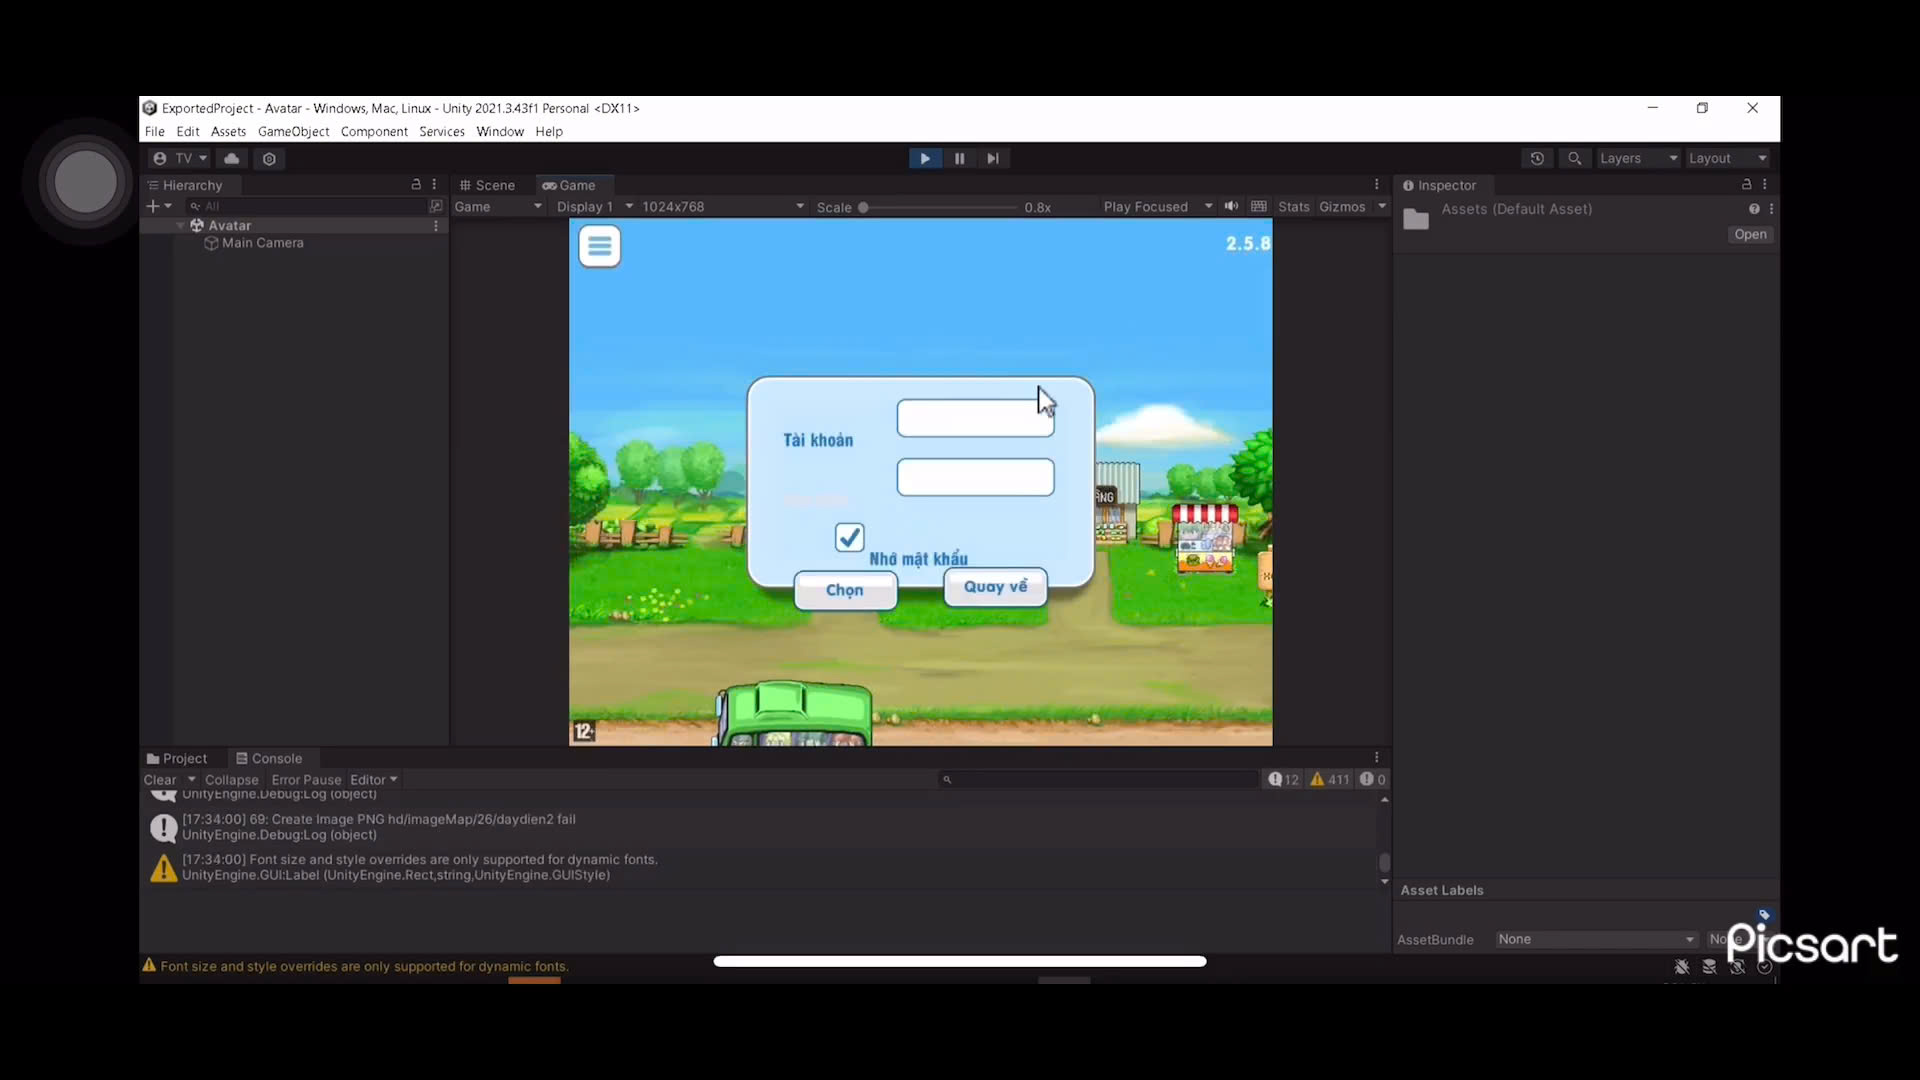 ExportedProject - Avatar - Windows, Mac, Linux - Unity 2021.3.43f1 Personal <DX11>
File Edit Assets GameObject Component Services Window Help
TV
Layers Layout
Hierarchy
Scene Game
Inspector
All
Game Display 1 1024x768 Scale 0.8x Play Focused Stats Gizmos
Assets (Default Asset)
Open
Avatar
Main Camera
2.5.8
Tài khoản
Nhớ mật khẩu
Chọn
Quay về
12+
Project Console
Clear Collapse Error Pause Editor
12 411 0
UnityEngine.Debug:Log (object)
[17:34:00] 69: Create Image PNG hd/imageMap/26/daydien2 fail
UnityEngine.Debug:Log (object)
[17:34:00] Font size and style overrides are only supported for dynamic fonts.
UnityEngine.GUI:Label (UnityEngine.Rect,string,UnityEngine.GUIStyle)
Asset Labels
AssetBundle None
Picsart
Font size and style overrides are only supported for dynamic fonts.